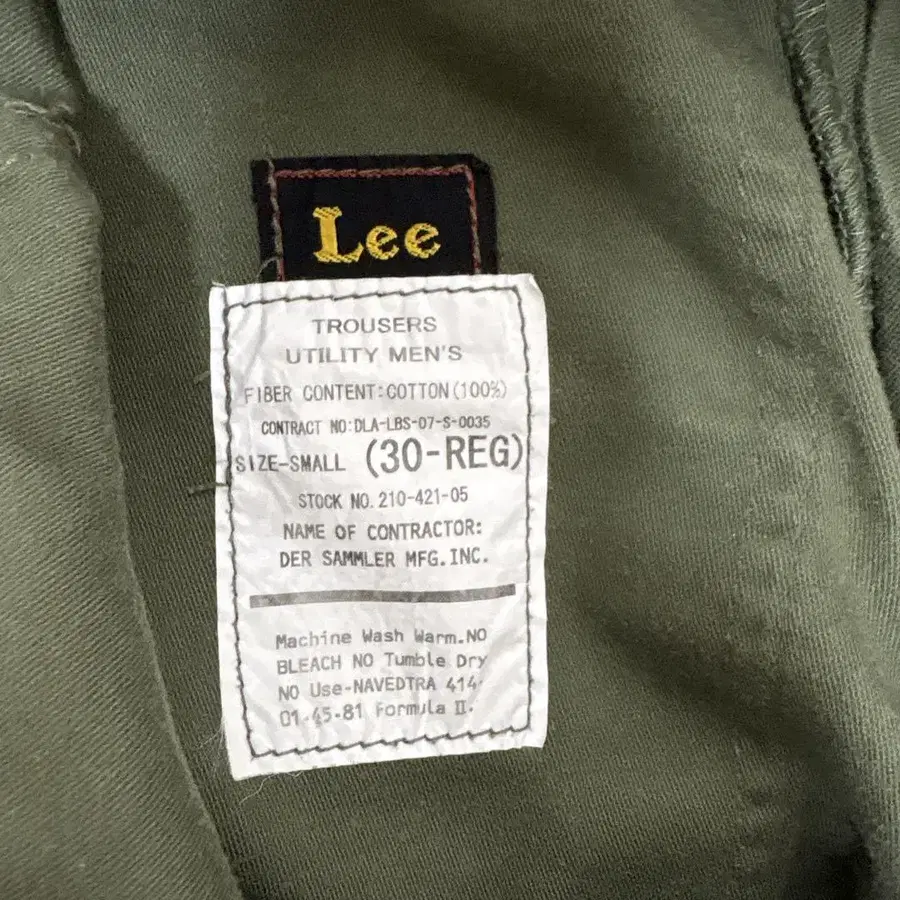 Lee
TROUSERS
UTILITY MEN'S
FIBER CONTENT:COTTON(100%)
CONTRACT NO:DLA-LBS-07-S-0035
SIZE-SMALL (30-REG)
STOCK NO. 210-421-05
NAME OF CONTRACTOR:
DER SAMMLER MFG.INC.
Machine Wash Warm.NO
BLEACH NO Tumble Dry
NO Use-NAVEDTRA 414-
01-45-81 Formula II.